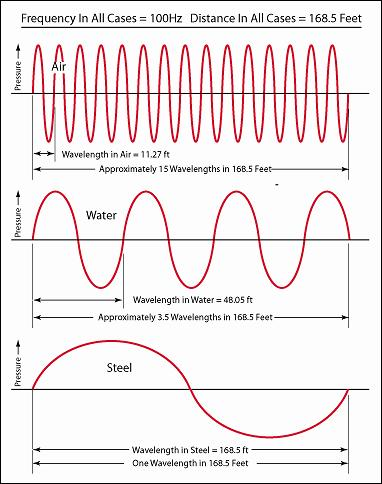 Frequency In All Cases = 100Hz Distance In All Cases = 168.5 Feet
Pressure
Air
Wavelength in Air = 11.27 ft
Approximately 15 Wavelengths in 168.5 Feet
Pressure
Water
Wavelength in Water = 48.05 ft
Approximately 3.5 Wavelengths in 168.5 Feet
Pressure
Steel
Wavelength in Steel = 168.5 ft
One Wavelength in 168.5 Feet